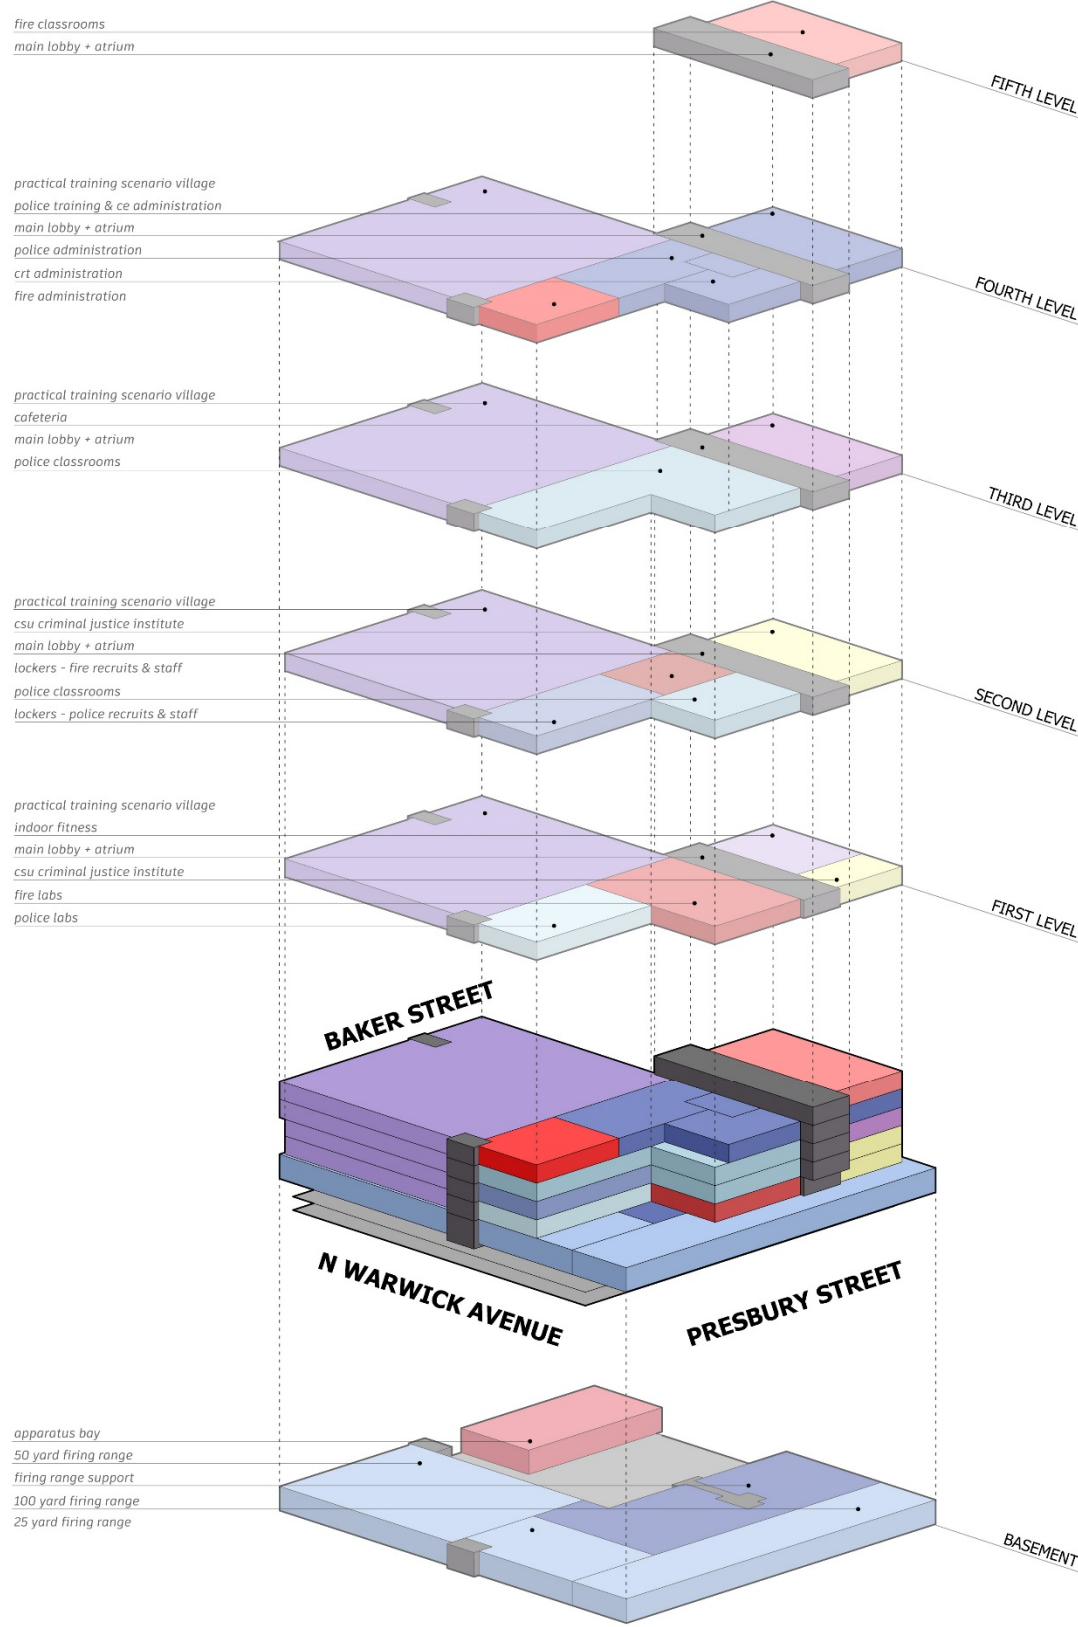 fire classrooms
main lobby + atrium
FIFTH LEVEL
practical training scenario village
police training & ce administration
main lobby + atrium
police administration
crt administration
fire administration
FOURTH LEVEL
practical training scenario village
cafeteria
main lobby + atrium
police classrooms
THIRD LEVEL
practical training scenario village
csu criminal justice institute
main lobby + atrium
lockers - fire recruits & staff
police classrooms
lockers - police recruits & staff
SECOND LEVEL
practical training scenario village
indoor fitness
main lobby + atrium
csu criminal justice institute
fire labs
police labs
FIRST LEVEL
BAKER STREET
N WARWICK AVENUE
PRESBURY STREET
apparatus bay
50 yard firing range
firing range support
100 yard firing range
25 yard firing range
BASEMENT